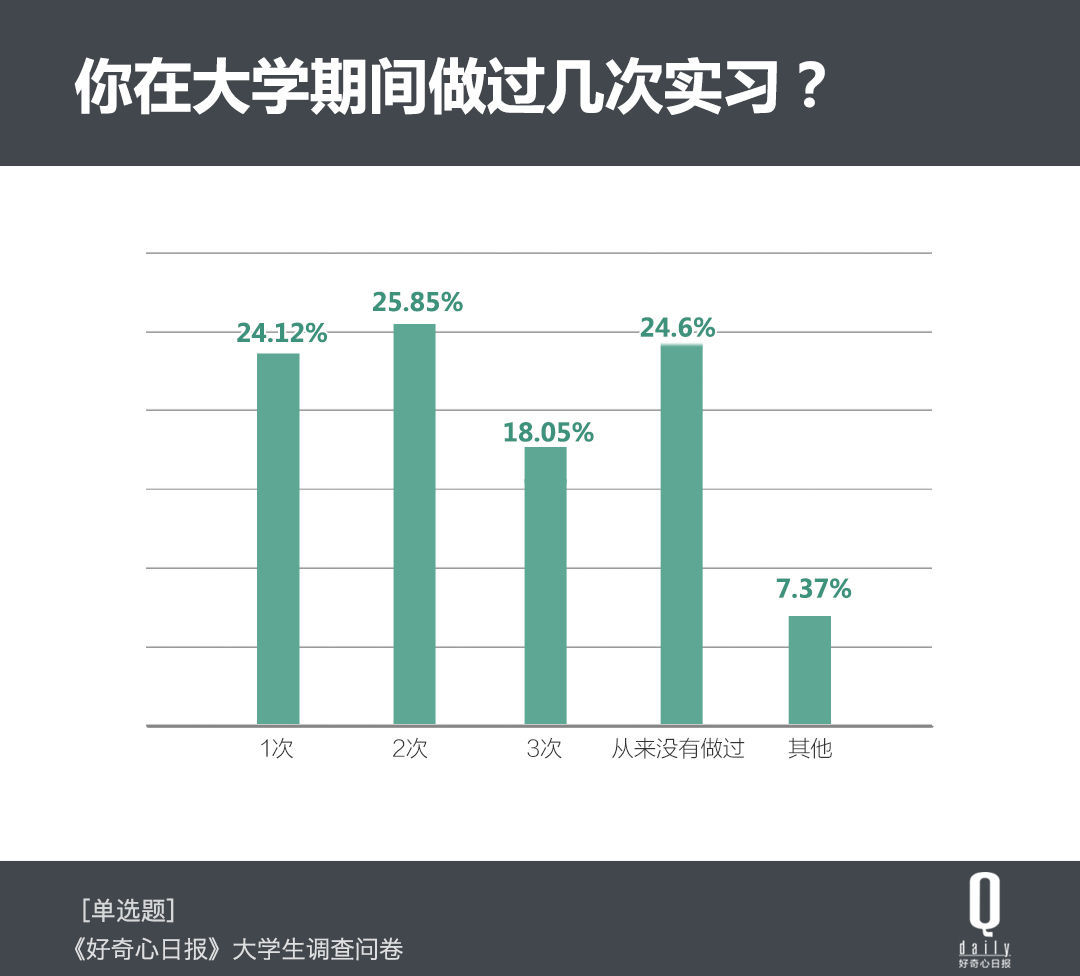 你在大学期间做过几次实习？
24.12%
25.85%
18.05%
24.6%
7.37%
1次
2次
3次
从来没有做过
其他
[单选题]
《好奇心日报》大学生调查问卷
Q
daily
好奇心日报